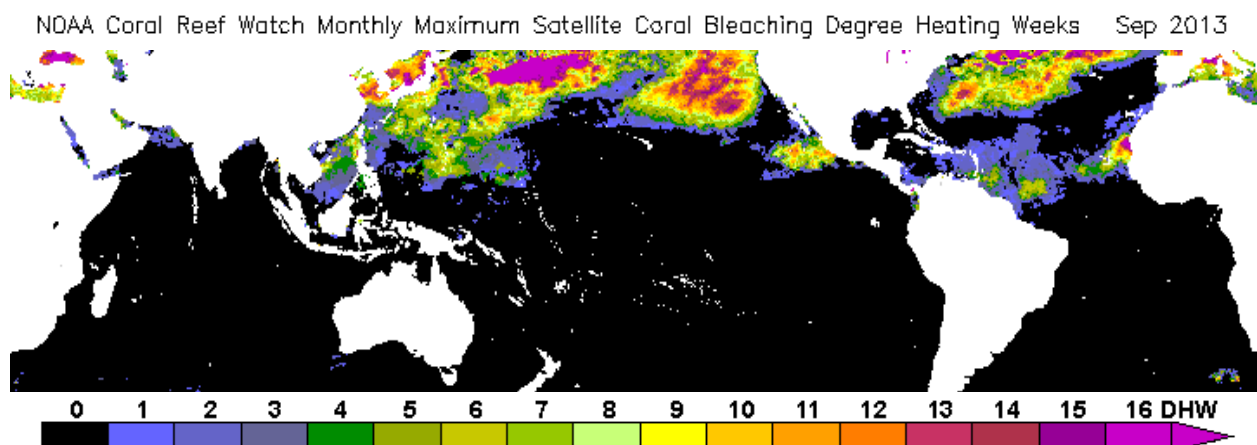 NOAA Coral Reef Watch Monthly Maximum Satellite Coral Bleaching Degree Heating Weeks Sep 2013
0 1 2 3 4 5 6 7 8 9 10 11 12 13 14 15 16 DHW